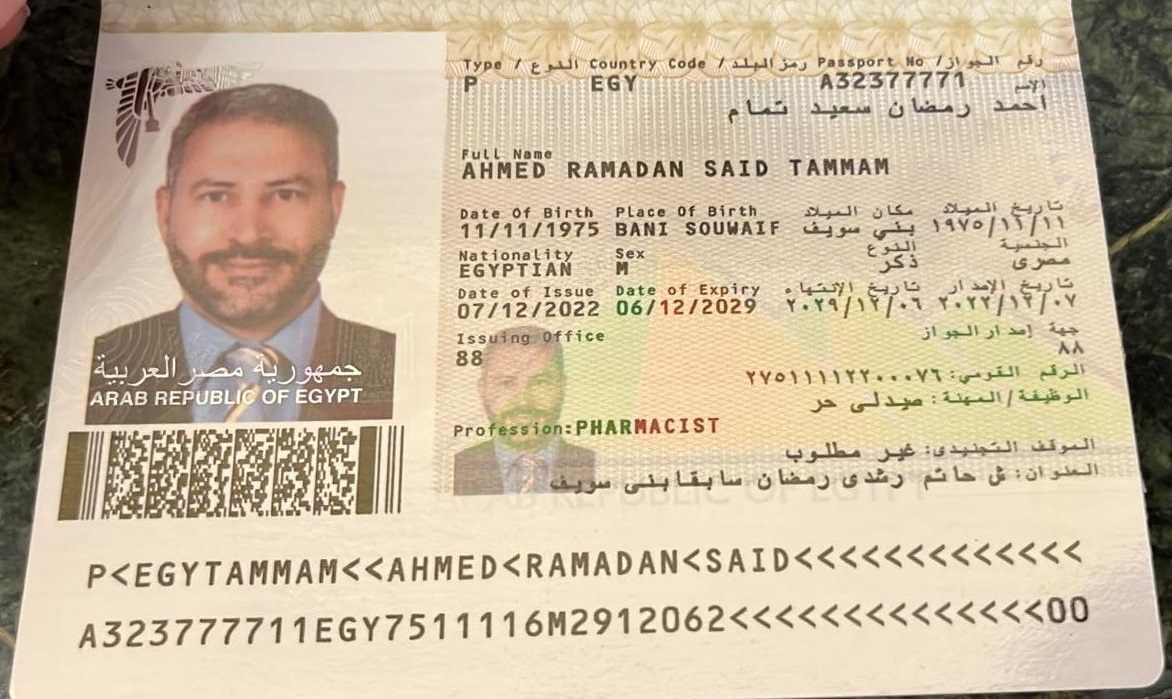 Type / النوع Country Code / رمز البلد Passport No / رقم الجواز
P EGY A32377771 الإسم
احمد رمضان سعيد تمام
Full Name
AHMED RAMADAN SAID TAMMAM
Date Of Birth Place Of Birth مكان الميلاد تاريخ الميلاد
11/11/1975 BANI SOUWAIF بني سويف ١٩٧٥/١١/١١
Nationality Sex النوع الجنسية
EGYPTIAN M ذكر مصرى
Date of Issue Date of Expiry تاريخ الإنتهاء تاريخ الإصدار
07/12/2022 06/12/2029 ٢٠٢٩/١٢/٠٦ ٢٠٢٢/١٢/٠٧
Issuing Office جهة إصدار الجواز
88 ٨٨
الرقم القومي: ٢٧٥١١١١٢٢٠٠٠٧٦
الوظيفة/المهنة: صيدلى حر
Profession:PHARMACIST
الموقف التجنيدى: غير مطلوب
العنوان: ش حاتم رشدى رمضان سابقا بنى سويف
جمهورية مصر العربية
ARAB REPUBLIC OF EGYPT
P<EGYTAMMAM<<AHMED<RAMADAN<SAID<<<<<<<<<<<<<
A323777711EGY7511116M2912062<<<<<<<<<<<<<<00